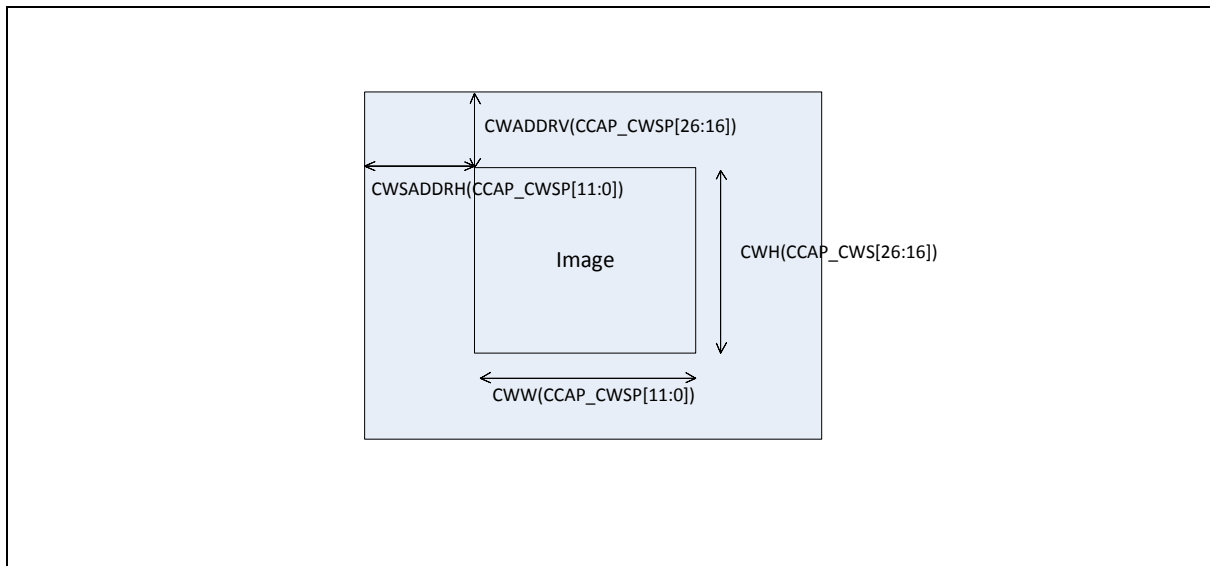 CWADDRV(CCAP_CWSP[26:16])
CWSADDRH(CCAP_CWSP[11:0])
CWH(CCAP_CWS[26:16])
Image
CWW(CCAP_CWSP[11:0])